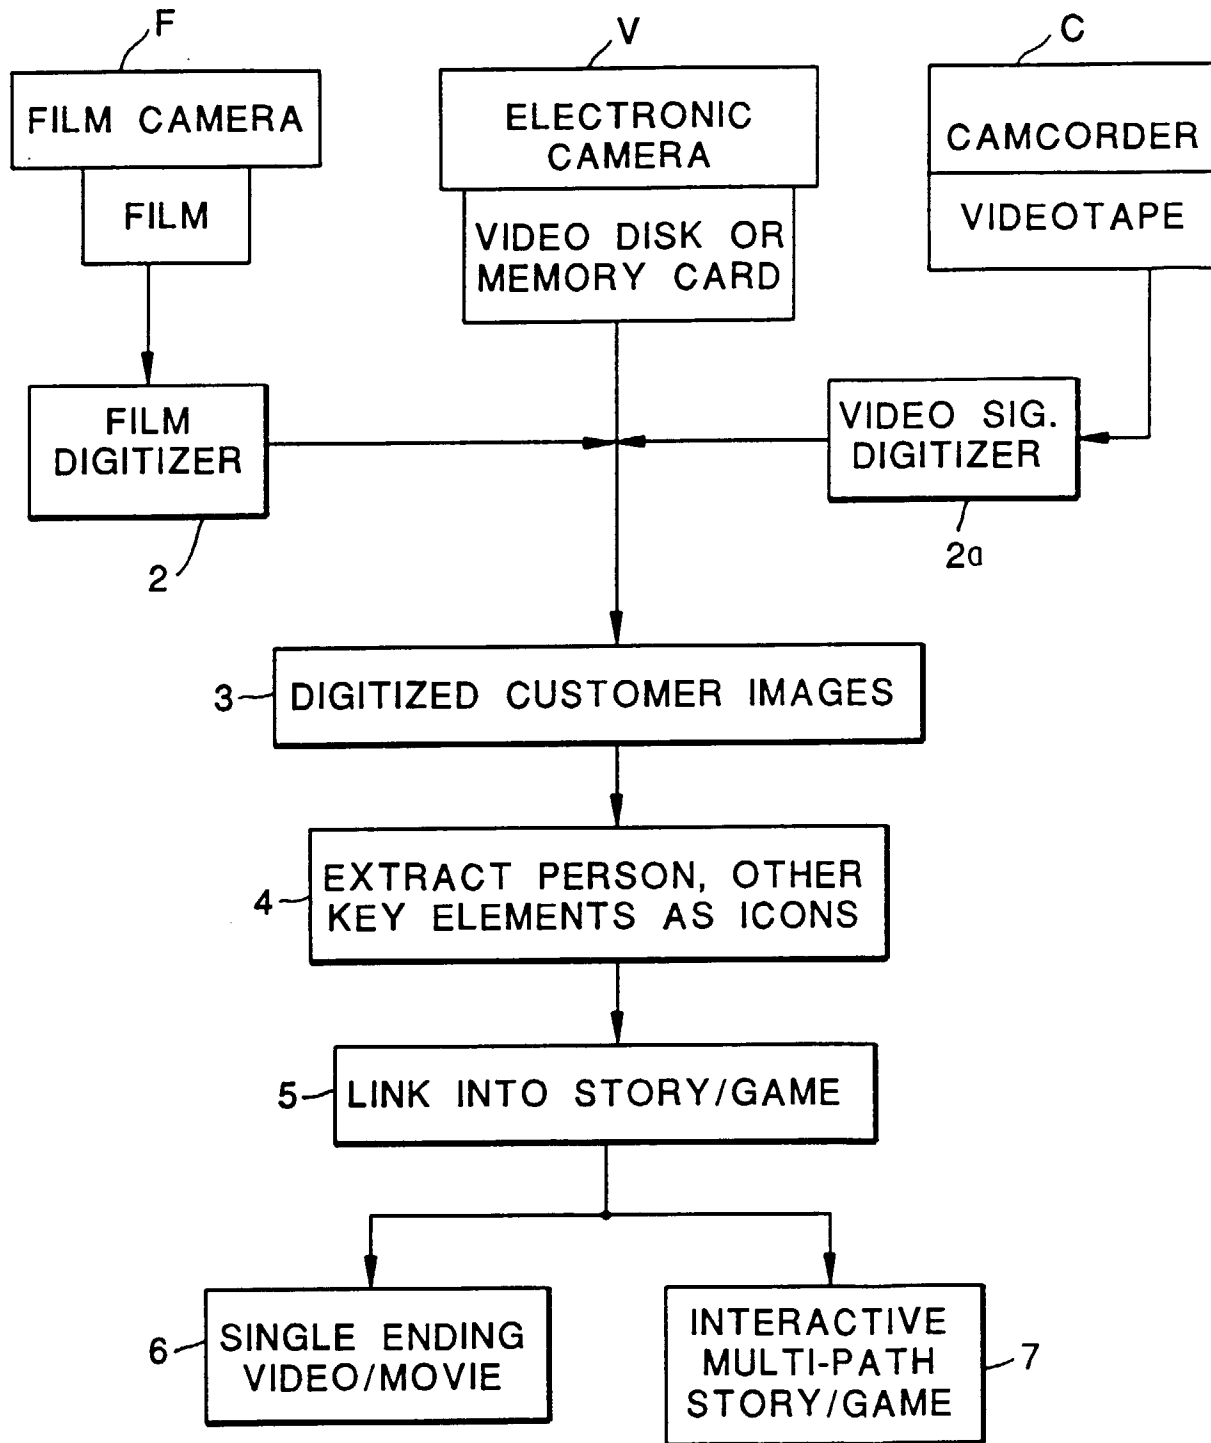 F
V
C
FILM CAMERA
FILM
ELECTRONIC
CAMERA
VIDEO DISK OR
MEMORY CARD
CAMCORDER
VIDEOTAPE
FILM
DIGITIZER
2
VIDEO SIG.
DIGITIZER
2a
3
DIGITIZED CUSTOMER IMAGES
4
EXTRACT PERSON, OTHER
KEY ELEMENTS AS ICONS
5
LINK INTO STORY/GAME
6
SINGLE ENDING
VIDEO/MOVIE
INTERACTIVE
MULTI-PATH
STORY/GAME
7